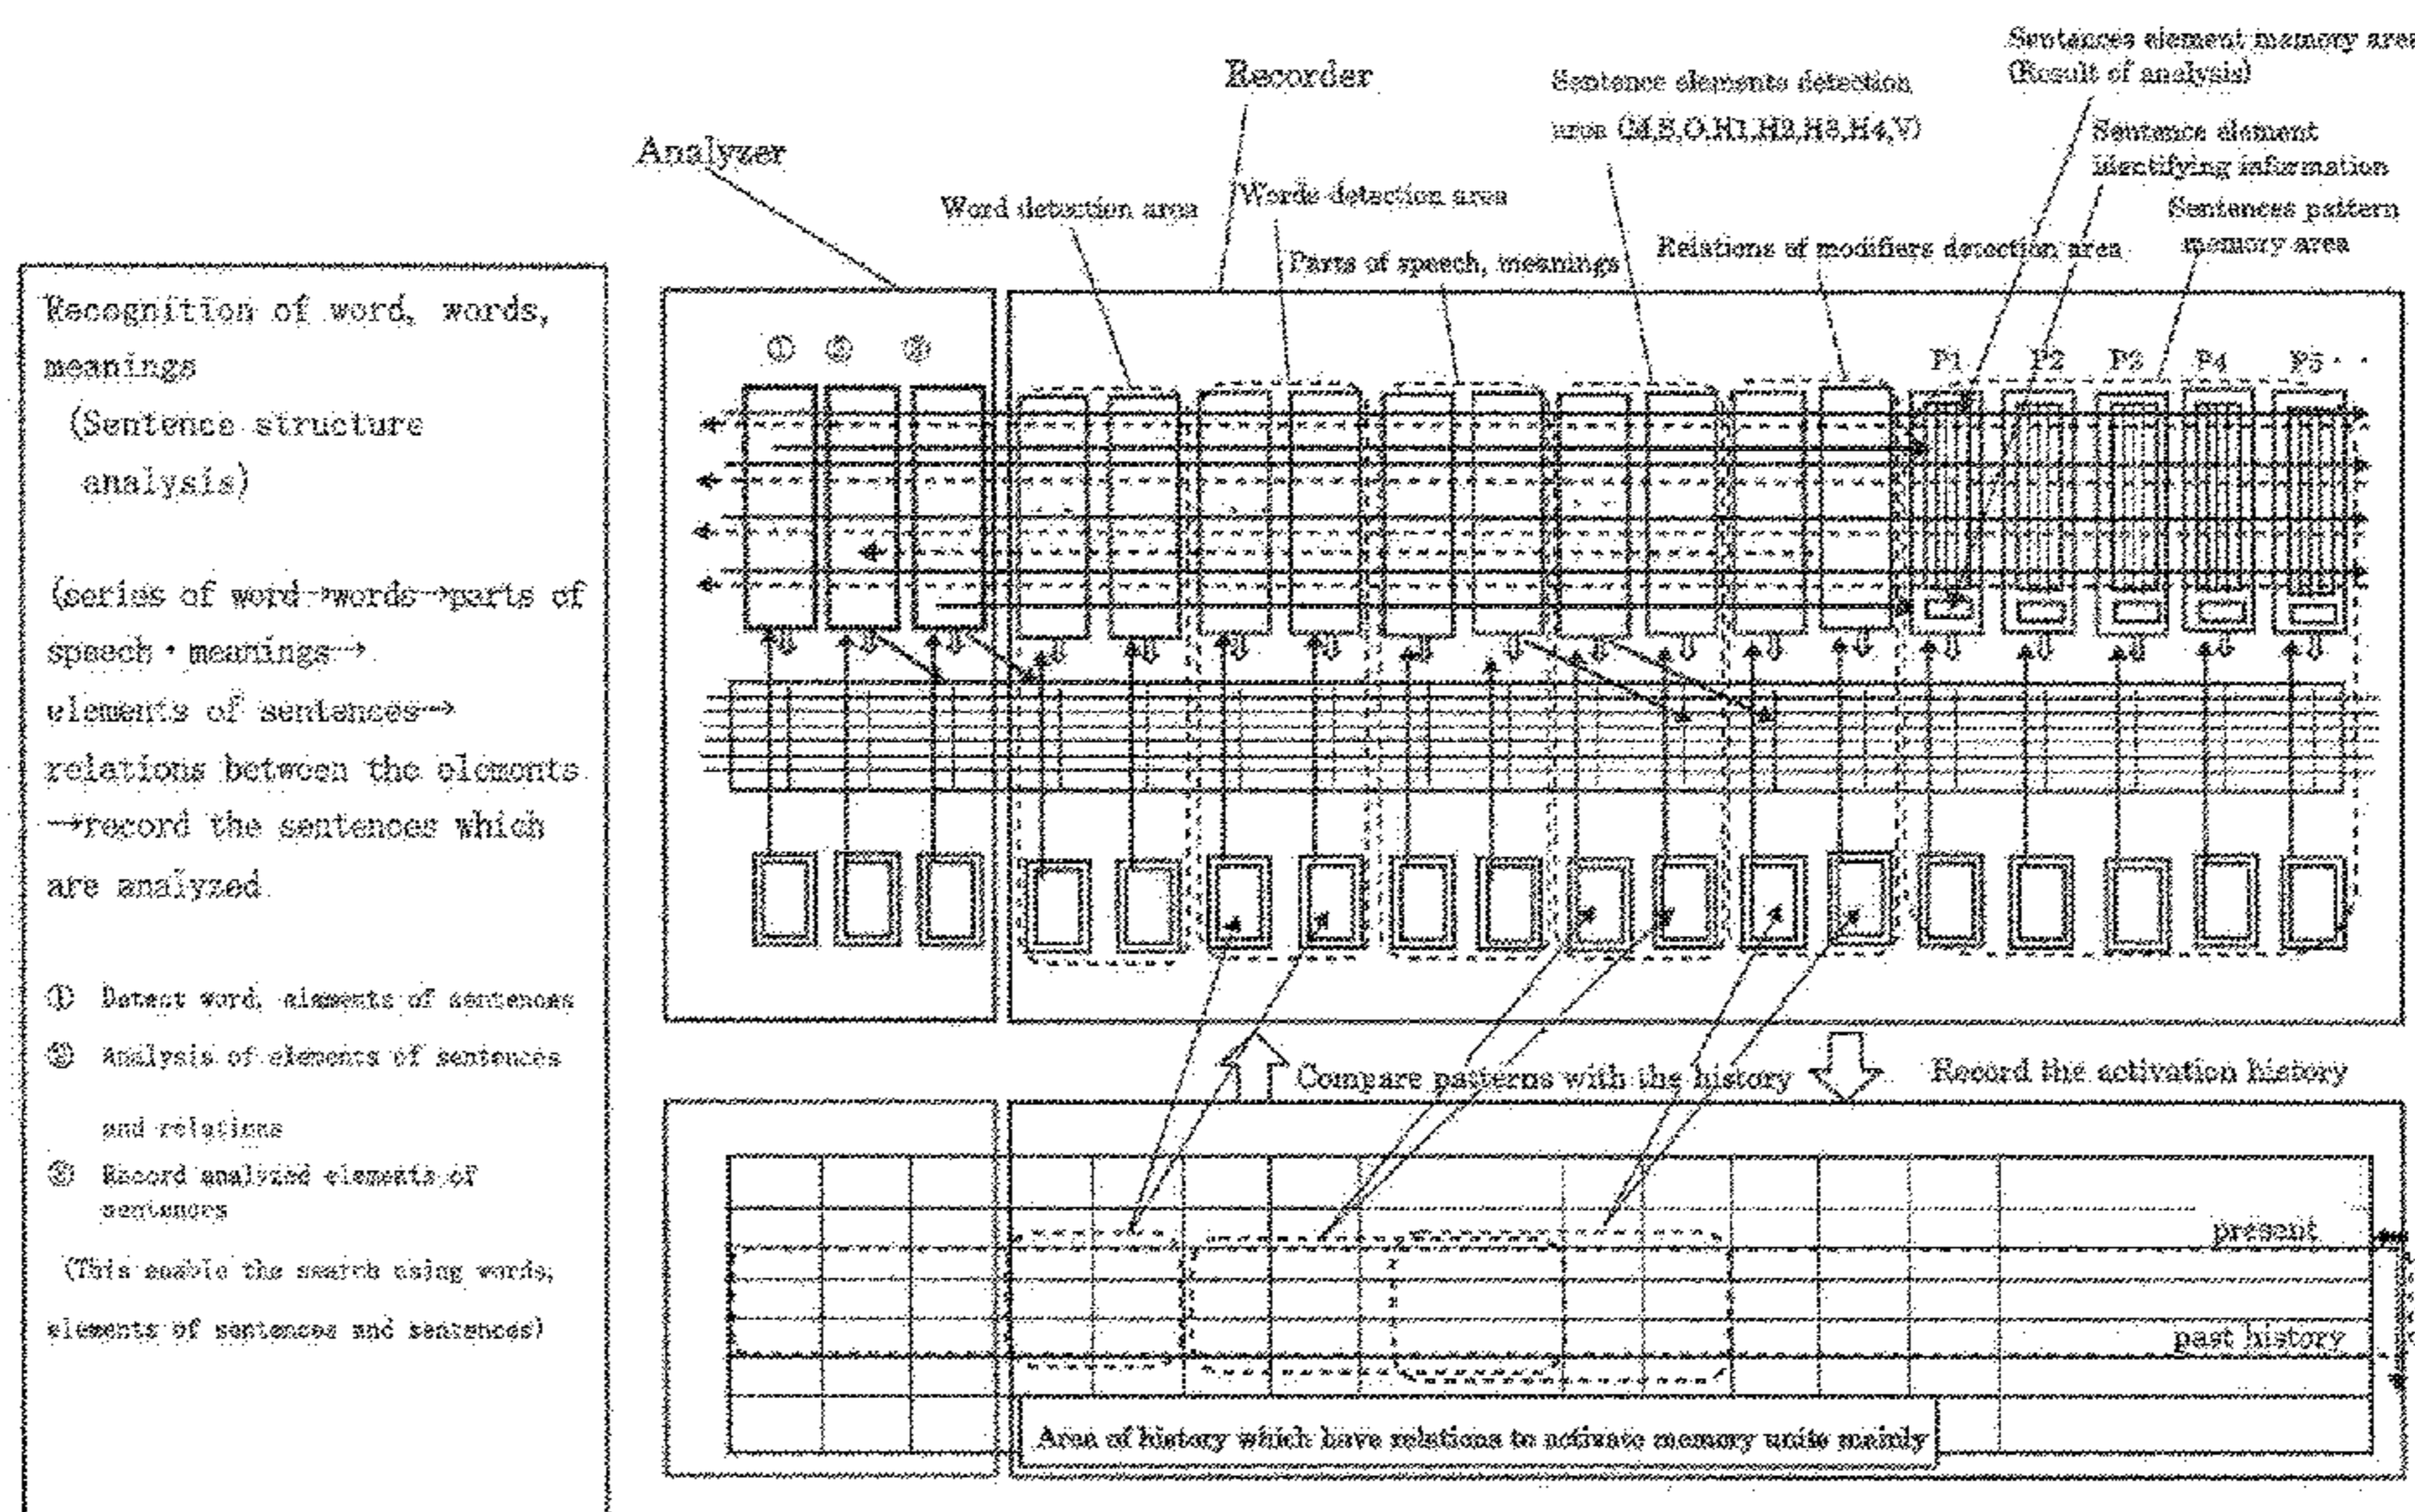 Sentences element memory area
(Result of analysis)
Recorder
Sentence elements detection
area (M,S,O,H1,H2,H3,H4,V)
Sentence element
identifying information
Analyzer
Word detection area
Words detection area
Sentences pattern
memory area
Parts of speech, meanings
Relations of modifiers detection area
Recognition of word, words,
meanings
(Sentence structure
analysis)
(series of word→words→parts of
speech・meanings→
elements of sentences→
relations between the elements
→record the sentences which
are analyzed
① Detect word, elements of sentences
② Analysis of elements of sentences
and relations
③ Record analyzed elements of
sentences
(This enable the search using words,
elements of sentences and sentences)
① ② ③
P1 P2 P3 P4 P5・・
Compare patterns with the history
Record the activation history
present
past history
Area of history which have relations to activate memory units mainly